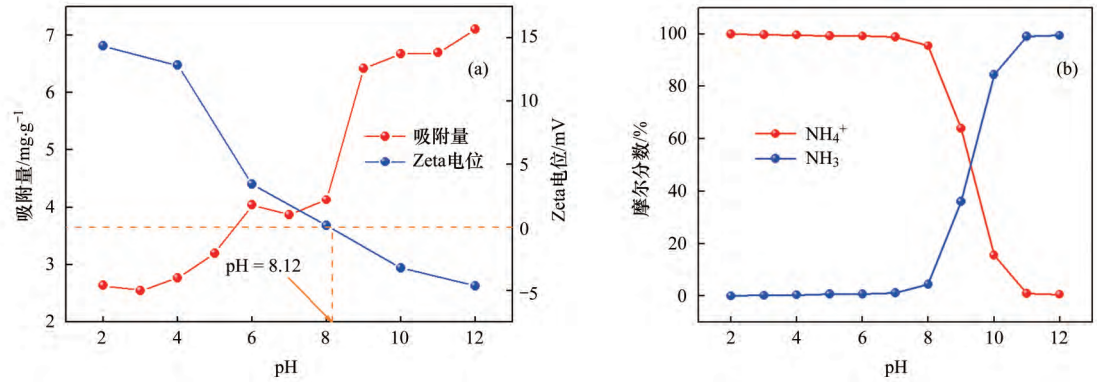 7
6
5
4
3
2
吸附量/mg·g⁻¹
15
10
5
0
−5
Zeta电位/mV
(a)
吸附量
Zeta电位
pH = 8.12
2 4 6 8 10 12
pH
100
80
60
40
20
0
摩尔分数/%
(b)
NH₄⁺
NH₃
2 4 6 8 10 12
pH